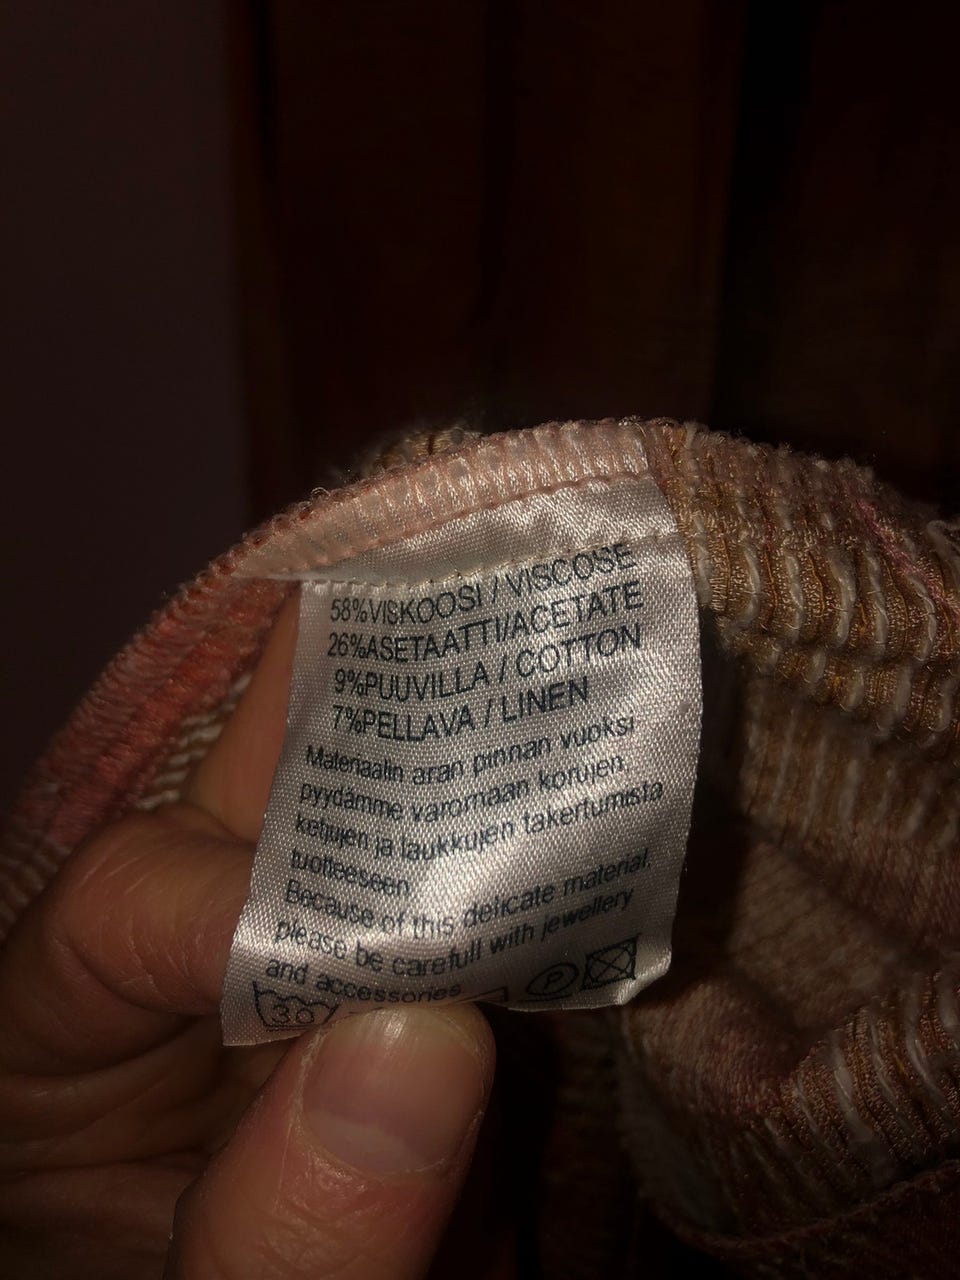 58%VISKOOSI / VISCOSE
26%ASETAATTI/ACETATE
9%PUUVILLA / COTTON
7%PELLAVA / LINEN
Materiaalin aran pinnan vuoksi
pyydämme varomaan korujen,
ketjujen ja laukkujen takertumista
tuotteeseen
Because of this delicate material,
please be carefull with jewellery
and accessories
30 P